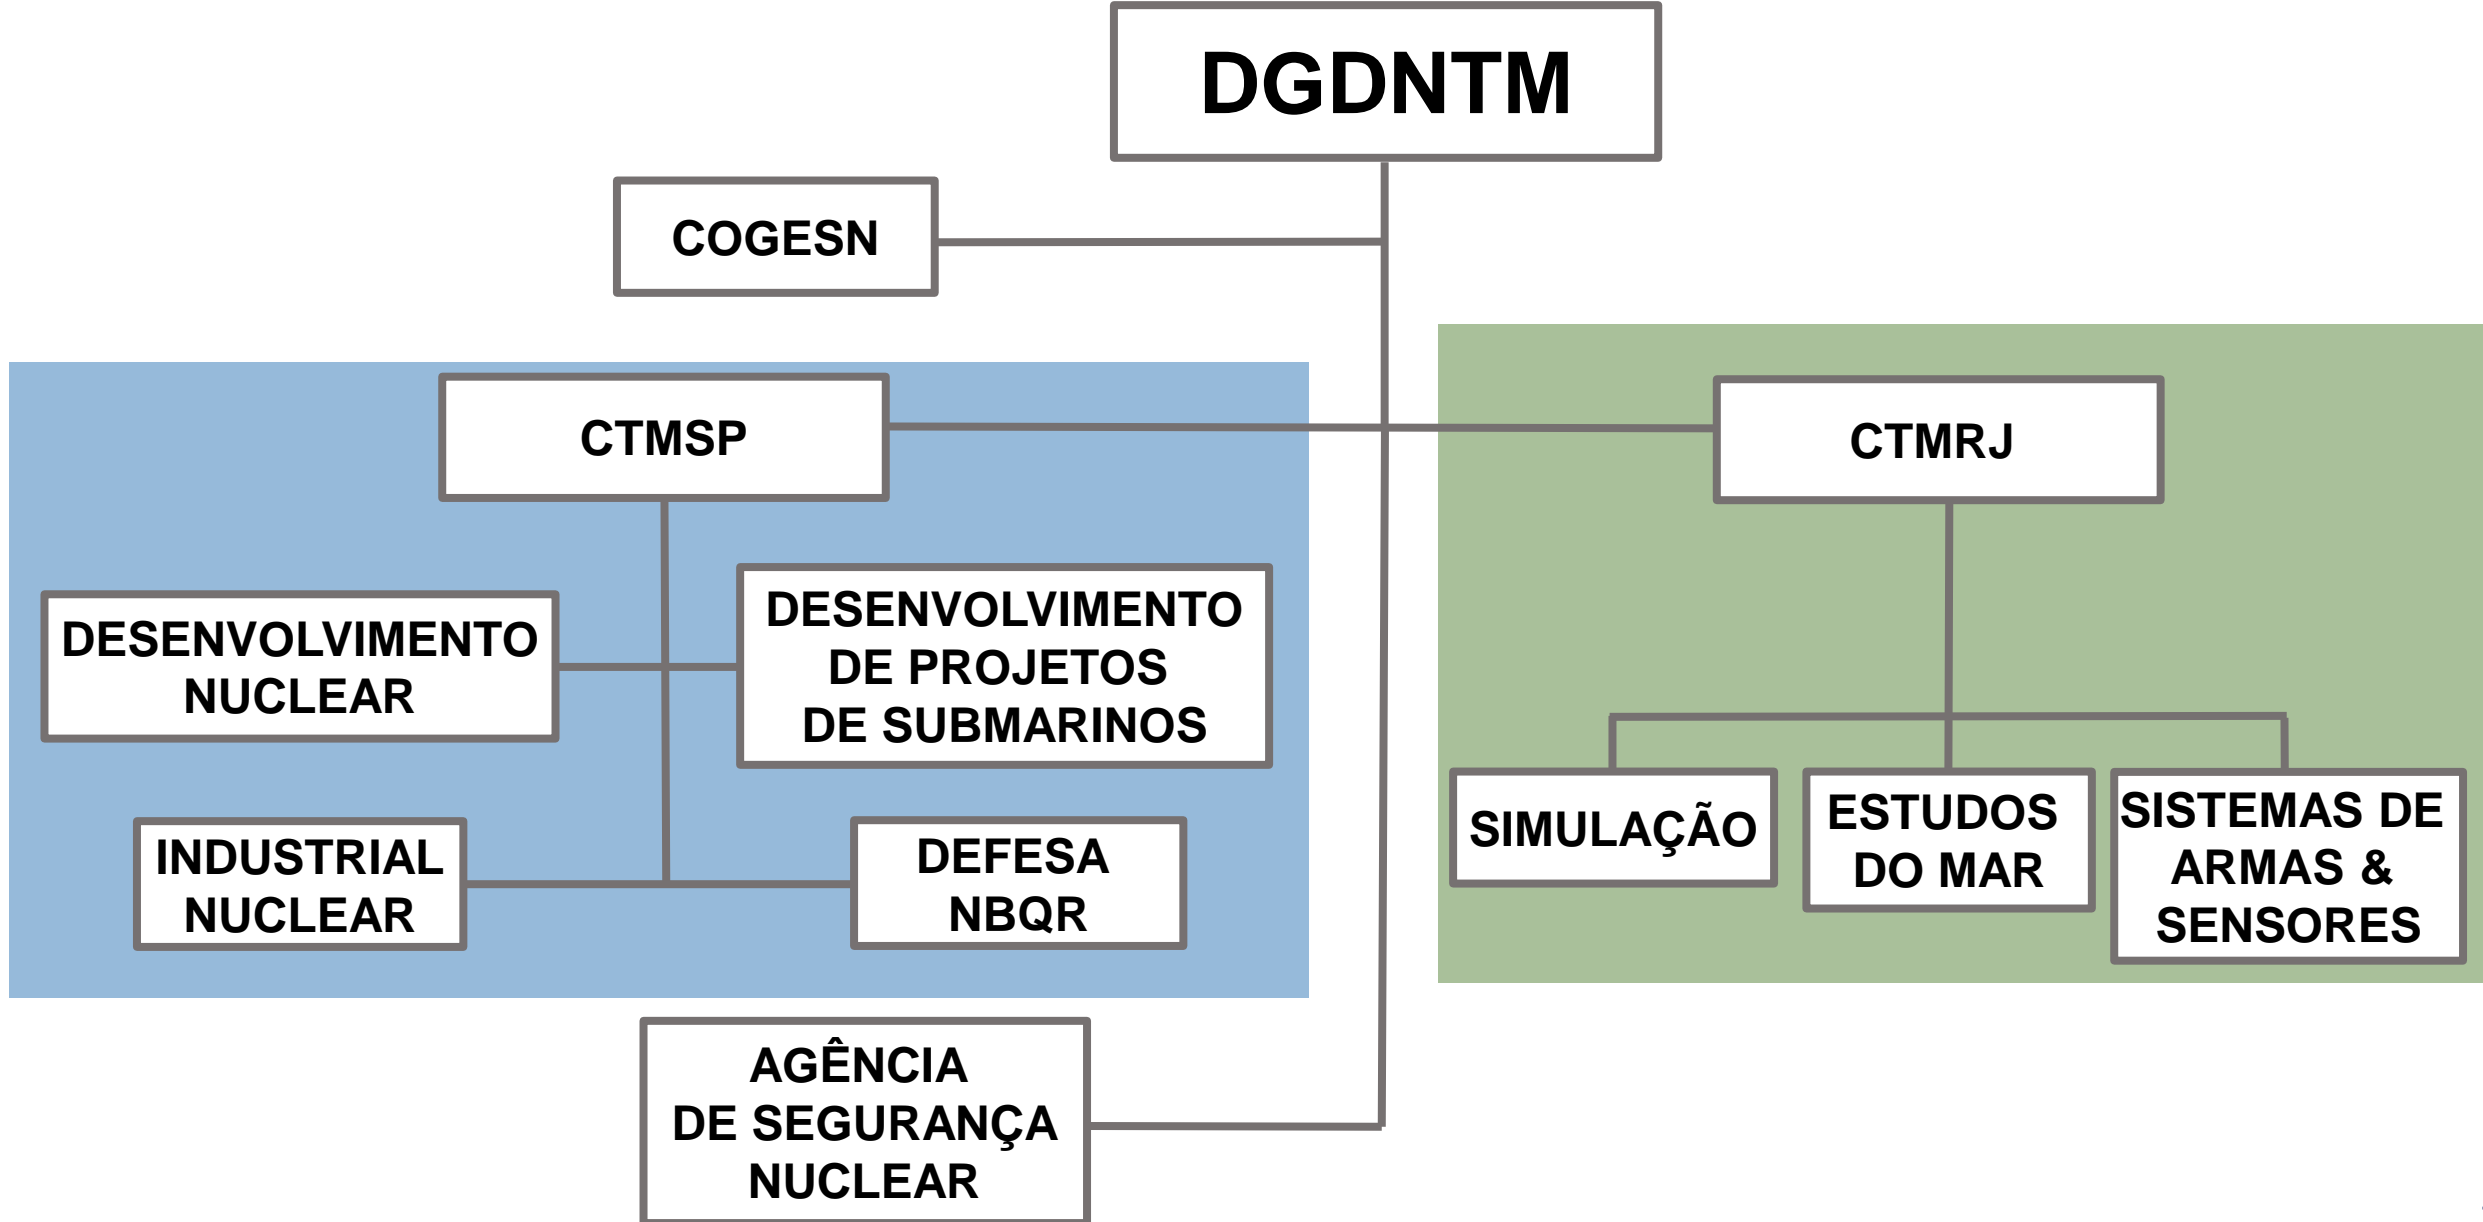 DGDNTM
COGESN
CTMSP
CTMRJ
DESENVOLVIMENTO
NUCLEAR
DESENVOLVIMENTO
DE PROJETOS
DE SUBMARINOS
INDUSTRIAL
NUCLEAR
DEFESA
NBQR
SIMULAÇÃO
ESTUDOS
DO MAR
SISTEMAS DE
ARMAS &
SENSORES
AGÊNCIA
DE SEGURANÇA
NUCLEAR